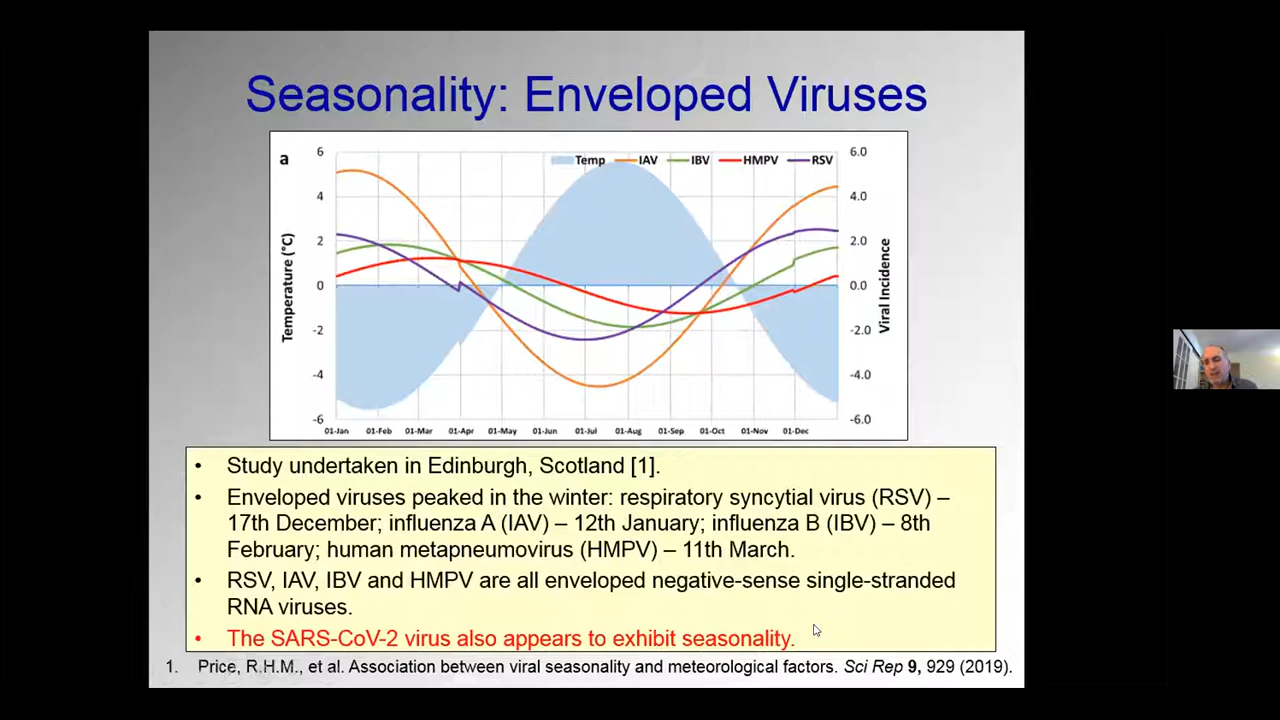 Seasonality: Enveloped Viruses
a
Temp IAV IBV HMPV RSV
6 6.0
4 4.0
2 2.0
0 0.0
-2 -2.0
-4 -4.0
-6 -6.0
Temperature (°C)
Viral Incidence
01-Jan 01-Feb 01-Mar 01-Apr 01-May 01-Jun 01-Jul 01-Aug 01-Sep 01-Oct 01-Nov 01-Dec
• Study undertaken in Edinburgh, Scotland [1].
• Enveloped viruses peaked in the winter: respiratory syncytial virus (RSV) –
17th December; influenza A (IAV) – 12th January; influenza B (IBV) – 8th
February; human metapneumovirus (HMPV) – 11th March.
• RSV, IAV, IBV and HMPV are all enveloped negative-sense single-stranded
RNA viruses.
• The SARS-CoV-2 virus also appears to exhibit seasonality.
1. Price, R.H.M., et al. Association between viral seasonality and meteorological factors. Sci Rep 9, 929 (2019).